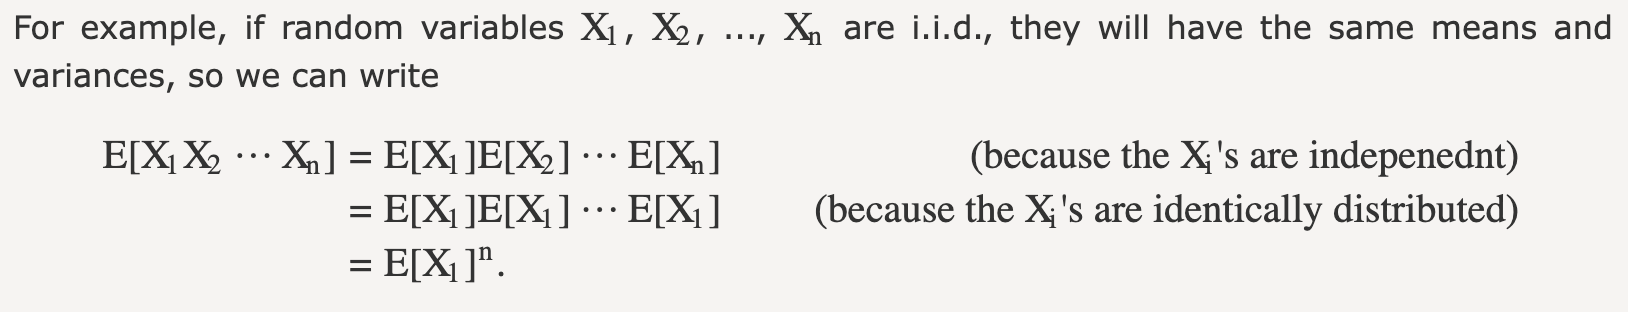 For example, if random variables X₁, X₂, ..., Xₙ are i.i.d., they will have the same means and
variances, so we can write
E[X₁X₂ ⋯ Xₙ] = E[X₁]E[X₂] ⋯ E[Xₙ] (because the Xᵢ's are indepenednt)
= E[X₁]E[X₁] ⋯ E[X₁] (because the Xᵢ's are identically distributed)
= E[X₁]ⁿ.